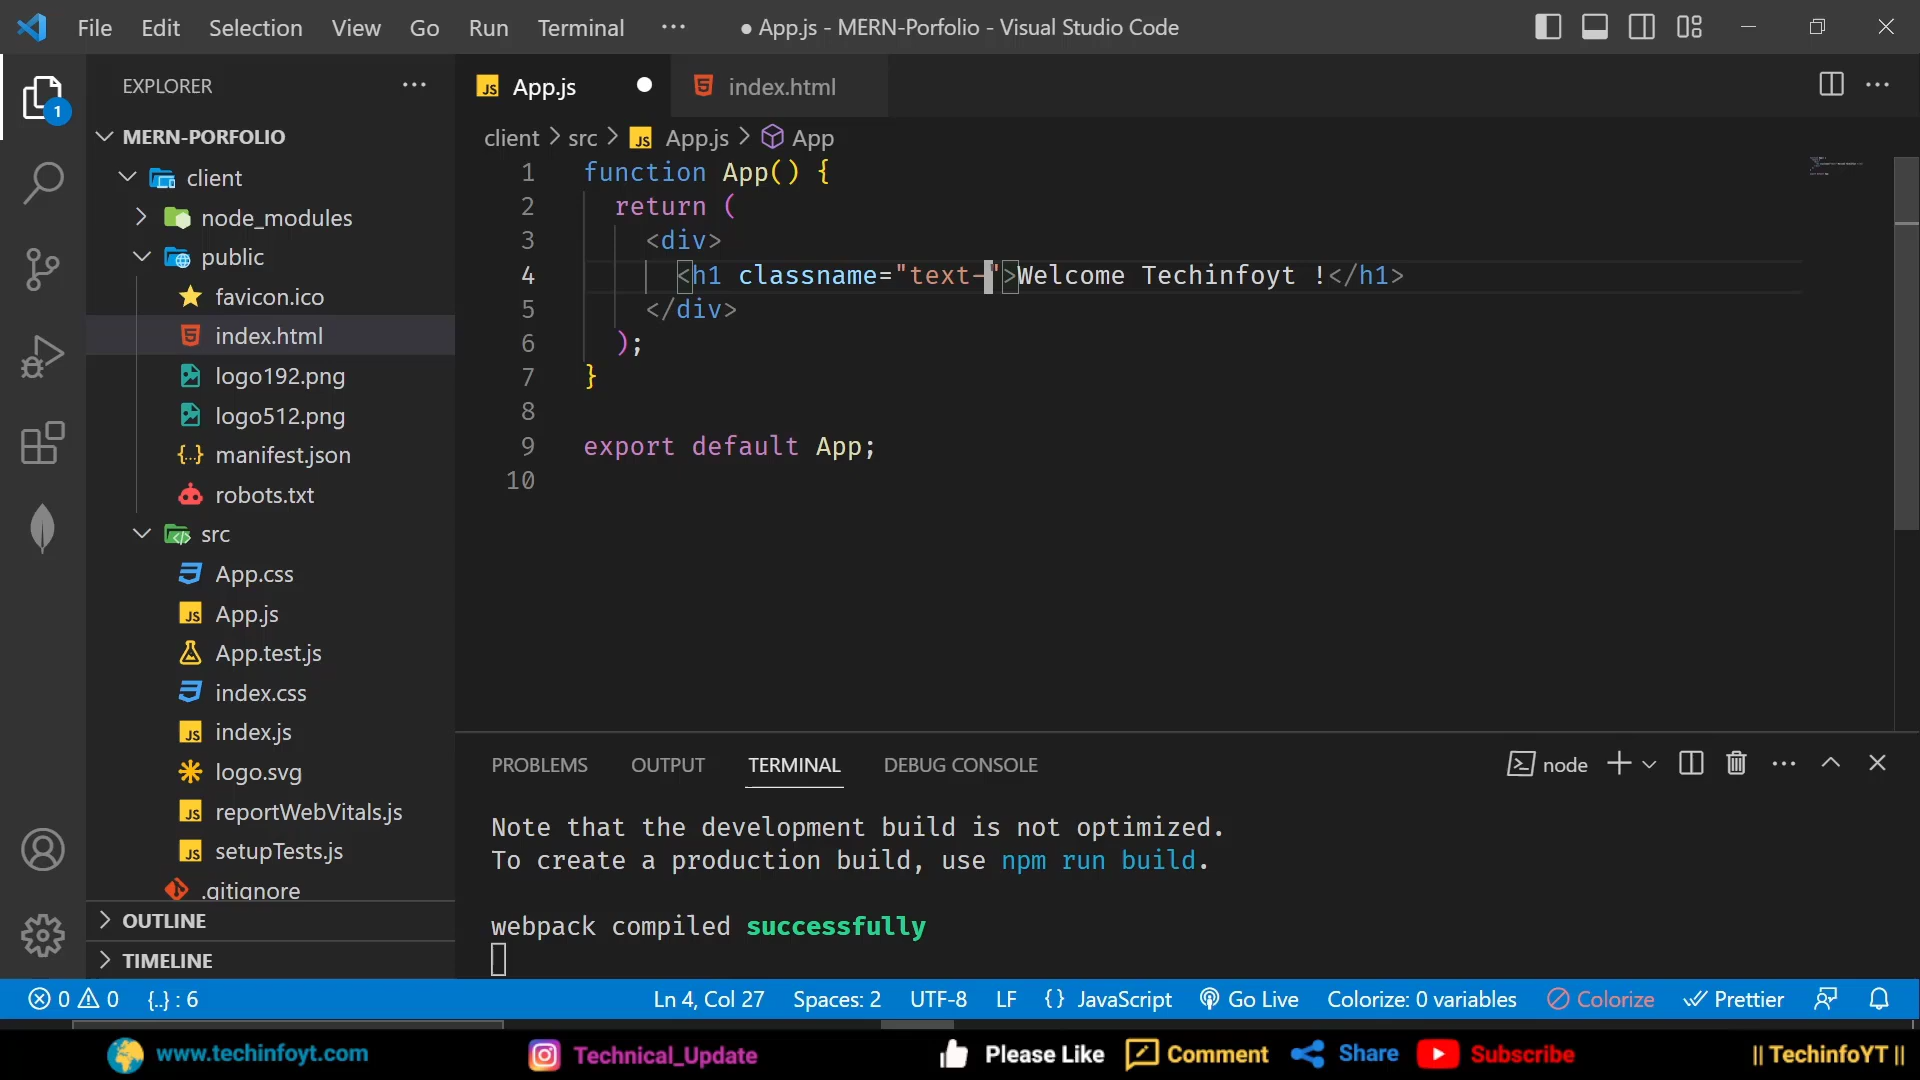 File Edit Selection View Go Run Terminal ··· ● App.js - MERN-Porfolio - Visual Studio Code
EXPLORER ···
1
MERN-PORFOLIO
client
node_modules
public
favicon.ico
index.html
logo192.png
logo512.png
manifest.json
robots.txt
src
App.css
App.js
App.test.js
index.css
index.js
logo.svg
reportWebVitals.js
setupTests.js
.gitignore
OUTLINE
TIMELINE
JS App.js ● index.html
client > src > JS App.js > App
1 function App() {
2 return (
3 <div>
4 <h1 classname="text-">Welcome Techinfoyt !</h1>
5 </div>
6 );
7 }
8
9 export default App;
10
PROBLEMS OUTPUT TERMINAL DEBUG CONSOLE node
Note that the development build is not optimized.
To create a production build, use npm run build.
webpack compiled successfully
0 0 {..} : 6 Ln 4, Col 27 Spaces: 2 UTF-8 LF {} JavaScript Go Live Colorize: 0 variables Colorize Prettier
www.techinfoyt.com Technical_Update Please Like Comment Share Subscribe || TechinfoYT ||